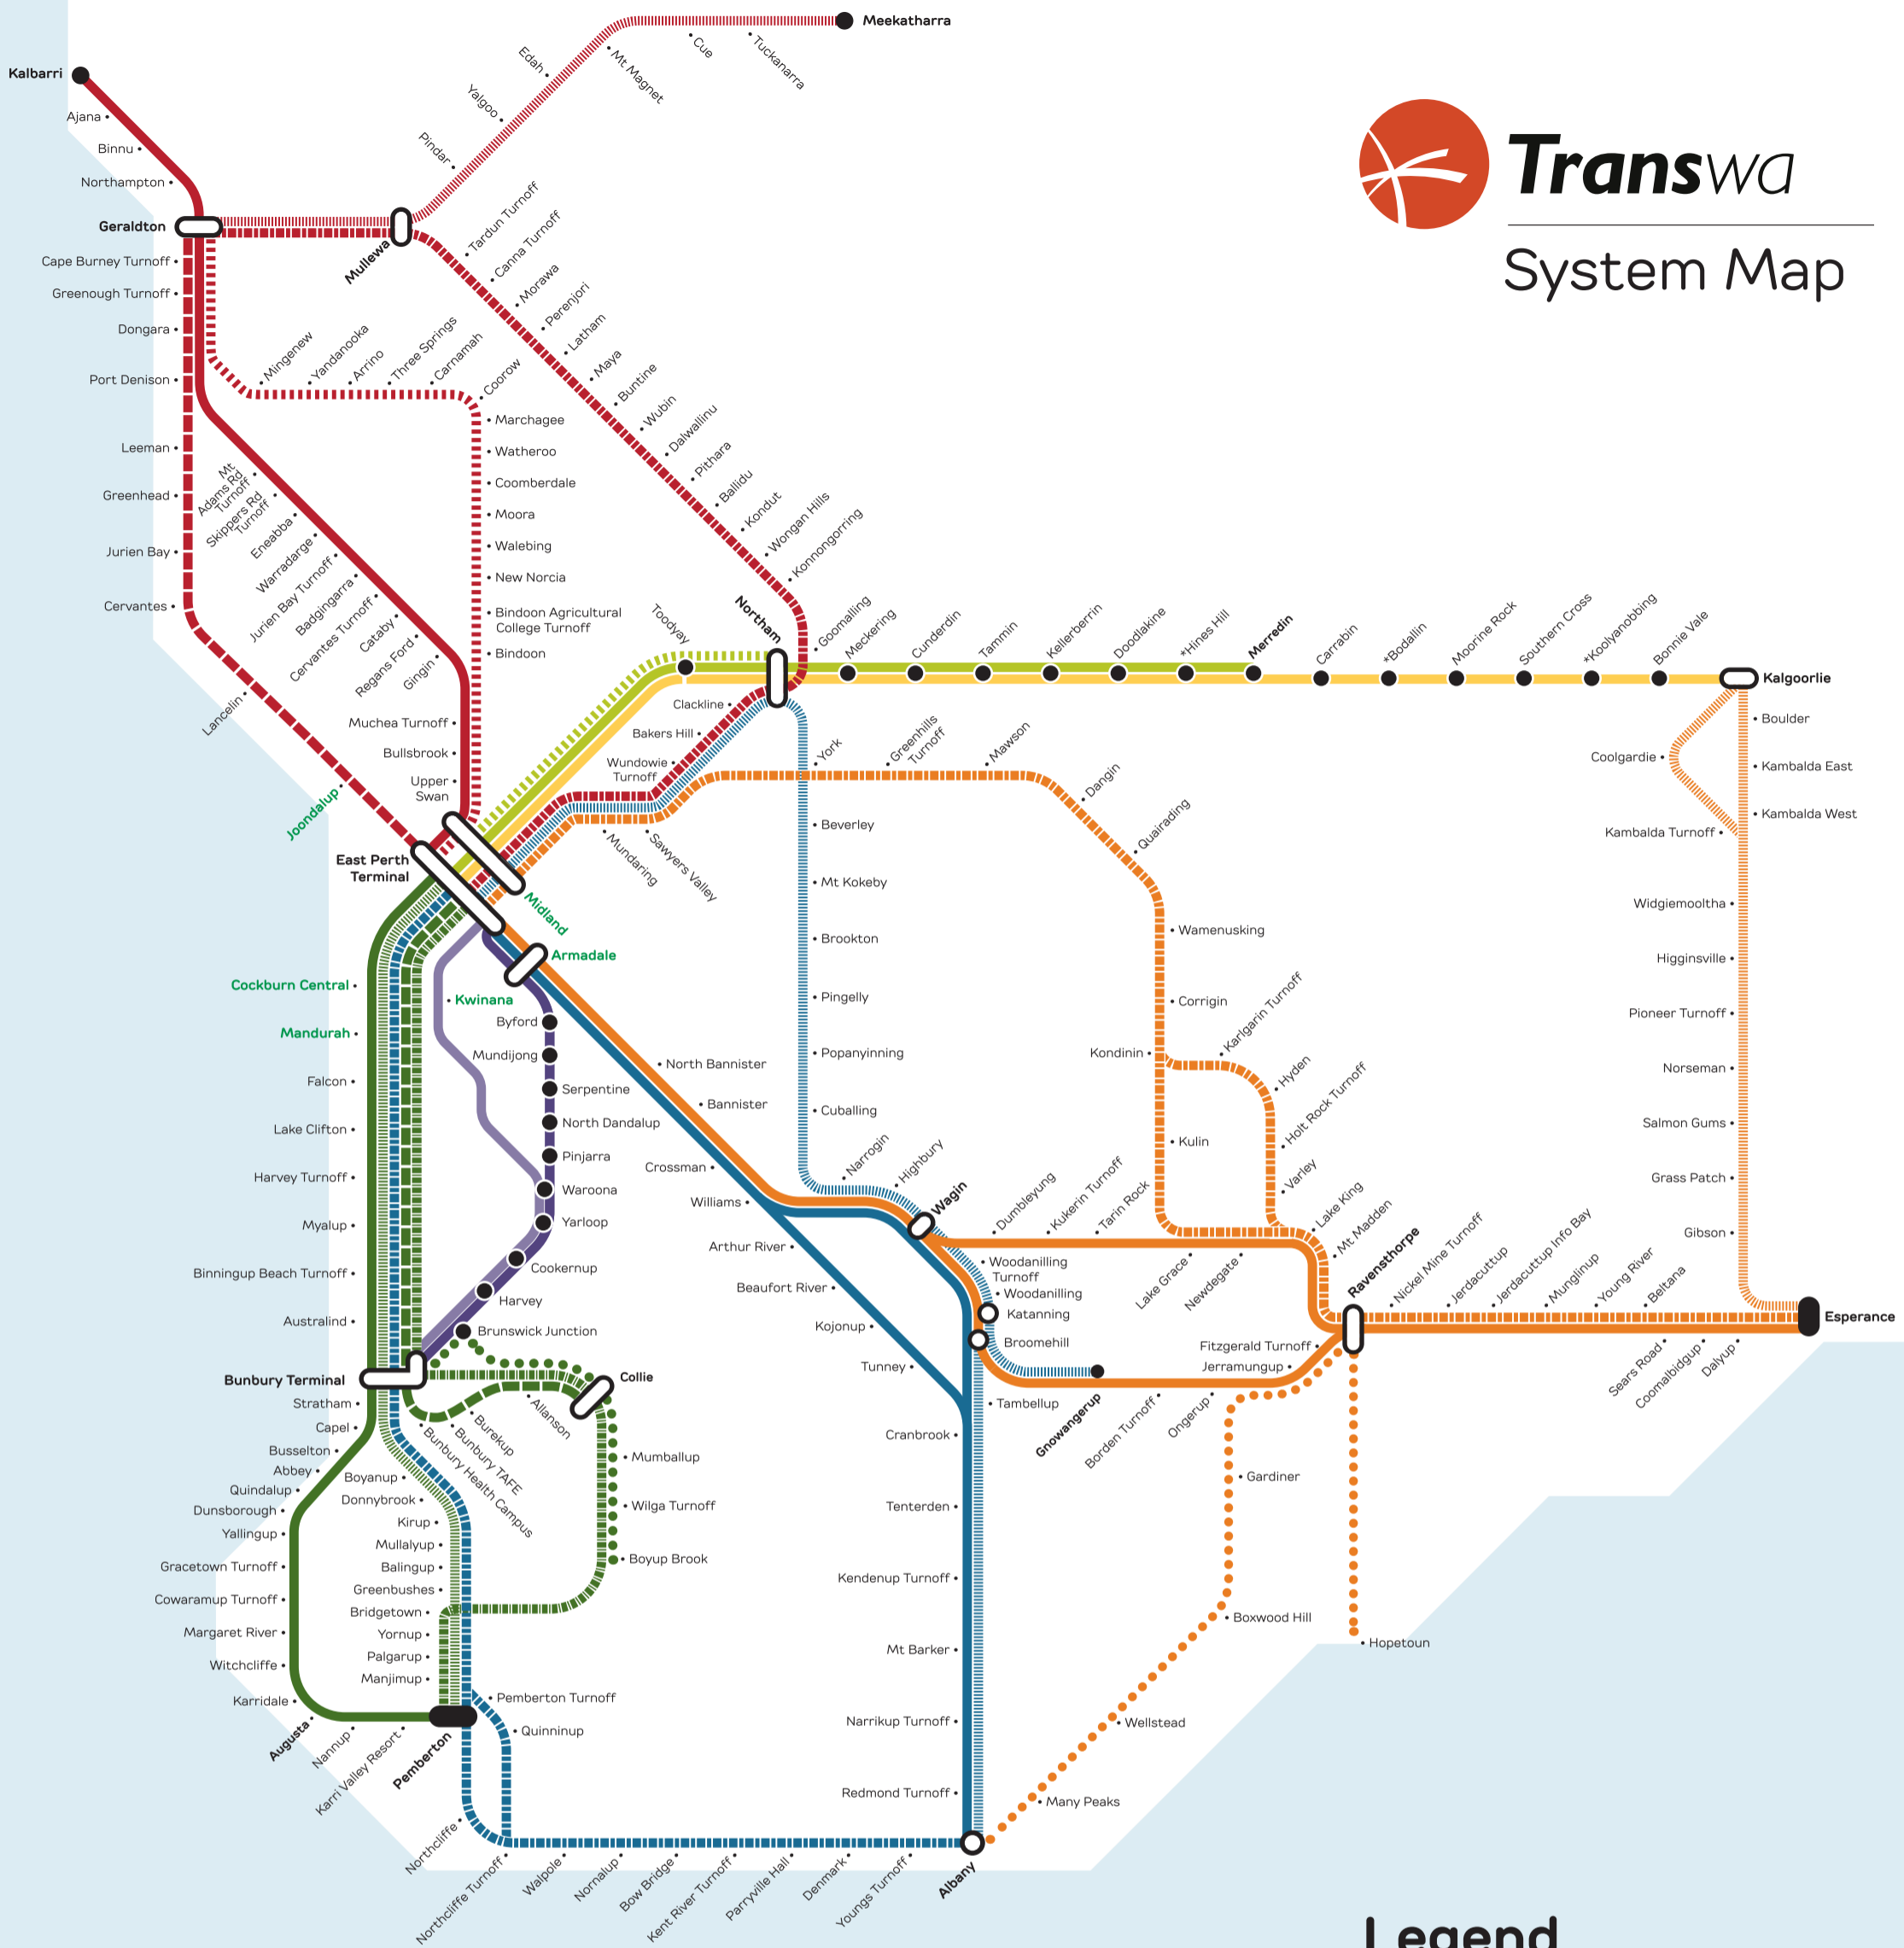 Meekatharra
Tuckanarra
Cue
Mt Magnet
Edah
Yalgoo
Pindar
Kalbarri
Ajana
Binnu
Northampton
Geraldton
Mullewa
Transwa
System Map
Cape Burney Turnoff
Greenough Turnoff
Dongara
Port Denison
Leeman
Greenhead
Jurien Bay
Cervantes
Lancelin
Joondalup
Mingenew
Yandanooka
Arrino
Three Springs
Carnamah
Coorow
Marchagee
Watheroo
Coomberdale
Moora
Walebing
New Norcia
Bindoon Agricultural
College Turnoff
Bindoon
Mt
Adams Rd
Turnoff
Skippers Rd
Turnoff
Eneabba
Warradarge
Jurien Bay Turnoff
Badgingarra
Cervantes Turnoff
Cataby
Regans Ford
Gingin
Muchea Turnoff
Bullsbrook
Upper
Swan
Tardun Turnoff
Canna Turnoff
Morawa
Perenjori
Latham
Maya
Buntine
Wubin
Dalwallinu
Pithara
Ballidu
Kondut
Wongan Hills
Konnongorring
Goomalling
Toodyay
Northam
Meckering
Cunderdin
Tammin
Kellerberrin
Doodlakine
*Hines Hill
Merredin
Carrabin
*Bodallin
Moorine Rock
Southern Cross
*Koolyanobbing
Bonnie Vale
Kalgoorlie
Clackline
Bakers Hill
Wundowie
Turnoff
Mundaring
Sawyers Valley
East Perth
Terminal
Midland
Armadale
York
Greenhills
Turnoff
Mawson
Dangin
Quairading
Wamenusking
Corrigin
Kondinin
Karlgarin Turnoff
Hyden
Holt Rock Turnoff
Varley
Kulin
Lake King
Mt Madden
Boulder
Coolgardie
Kambalda East
Kambalda West
Kambalda Turnoff
Widgiemooltha
Higginsville
Pioneer Turnoff
Norseman
Salmon Gums
Grass Patch
Gibson
Esperance
Beverley
Mt Kokeby
Brookton
Pingelly
Popanyinning
Cuballing
Narrogin
Highbury
Wagin
Cockburn Central
Mandurah
Falcon
Lake Clifton
Harvey Turnoff
Myalup
Binningup Beach Turnoff
Australind
Bunbury Terminal
Kwinana
Byford
Mundijong
Serpentine
North Dandalup
Pinjarra
Waroona
Yarloop
Cookernup
Harvey
Brunswick Junction
Collie
North Bannister
Bannister
Crossman
Williams
Arthur River
Beaufort River
Kojonup
Tunney
Dumbleyung
Kukerin Turnoff
Tarin Rock
Lake Grace
Newdegate
Ravensthorpe
Nickel Mine Turnoff
Jerdacuttup
Jerdacuttup Info Bay
Munglinup
Young River
Beltana
Sears Road
Coomalbidgup
Dalyup
Fitzgerald Turnoff
Jerramungup
Woodanilling
Turnoff
Woodanilling
Katanning
Broomehill
Tambellup
Gnowangerup
Borden Turnoff
Ongerup
Gardiner
Boxwood Hill
Wellstead
Many Peaks
Hopetoun
Stratham
Capel
Busselton
Abbey
Quindalup
Dunsborough
Yallingup
Gracetown Turnoff
Cowaramup Turnoff
Margaret River
Witchcliffe
Karridale
Augusta
Nannup
Karri Valley Resort
Pemberton
Boyanup
Donnybrook
Kirup
Mullalyup
Balingup
Greenbushes
Bridgetown
Yornup
Palgarup
Manjimup
Bunbury Health Campus
Bunbury TAFE
Burekup
Allanson
Mumballup
Wilga Turnoff
Boyup Brook
Pemberton Turnoff
Quinninup
Cranbrook
Tenterden
Kendenup Turnoff
Mt Barker
Narrikup Turnoff
Redmond Turnoff
Northcliffe
Northcliffe Turnoff
Walpole
Nornalup
Bow Bridge
Kent River Turnoff
Parryville Hall
Denmark
Youngs Turnoff
Albany
Legend